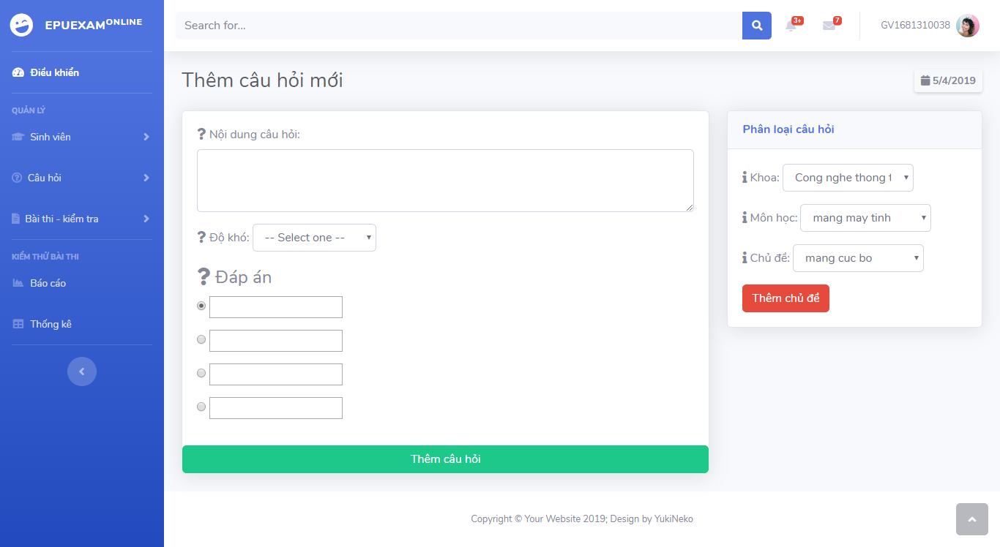 EPUEXAMONLINE
Search for...
3+
7
GV1681310038
Điều khiển
QUẢN LÝ
Sinh viên
Câu hỏi
Bài thi - kiểm tra
KIỂM THỬ BÀI THI
Báo cáo
Thống kê
Thêm câu hỏi mới
5/4/2019
Nội dung câu hỏi:
Độ khó: -- Select one --
Đáp án
Thêm câu hỏi
Phân loại câu hỏi
Khoa: Cong nghe thong t
Môn học: mang may tinh
Chủ đề: mang cuc bo
Thêm chủ đề
Copyright © Your Website 2019; Design by YukiNeko